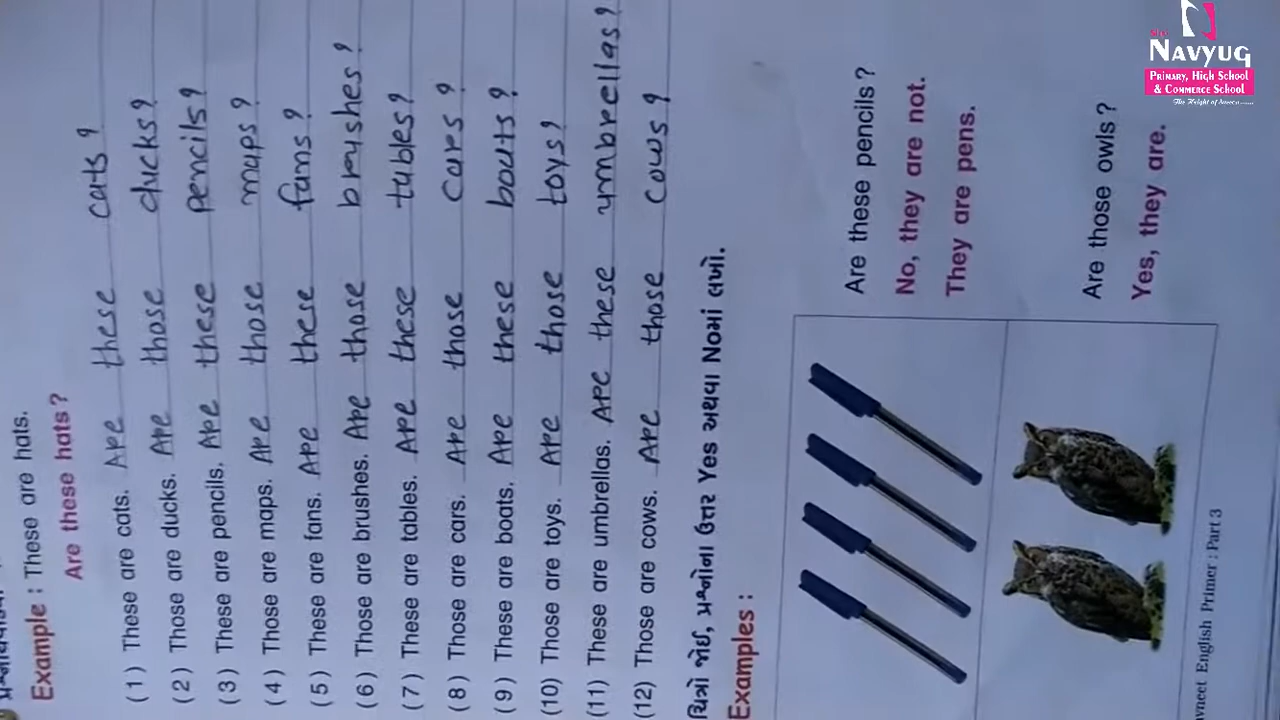 Example : These are hats.
Are these hats?
(1) These are cats. Are these cats?
(2) Those are ducks. Are those ducks?
(3) These are pencils. Are these pencils?
(4) Those are maps. Are those maps?
(5) These are fans. Are these fans?
(6) Those are brushes. Are those brushes?
(7) These are tables. Are these tables?
(8) Those are cars. Are those cars?
(9) These are boats. Are these boats?
(10) Those are toys. Are those toys?
(11) These are umbrellas. Are these umbrellas?
(12) Those are cows. Are those cows?
ચિત્રો જોઈ, પ્રશ્નોના ઉત્તર Yes અથવા Noમાં લખો.
Examples :
Are these pencils?
No, they are not.
They are pens.
Are those owls?
Yes, they are.
vneet English Primer : Part 3
NAVYUG
PRIMARY, HIGH SCHOOL
& COMMERCE SCHOOL